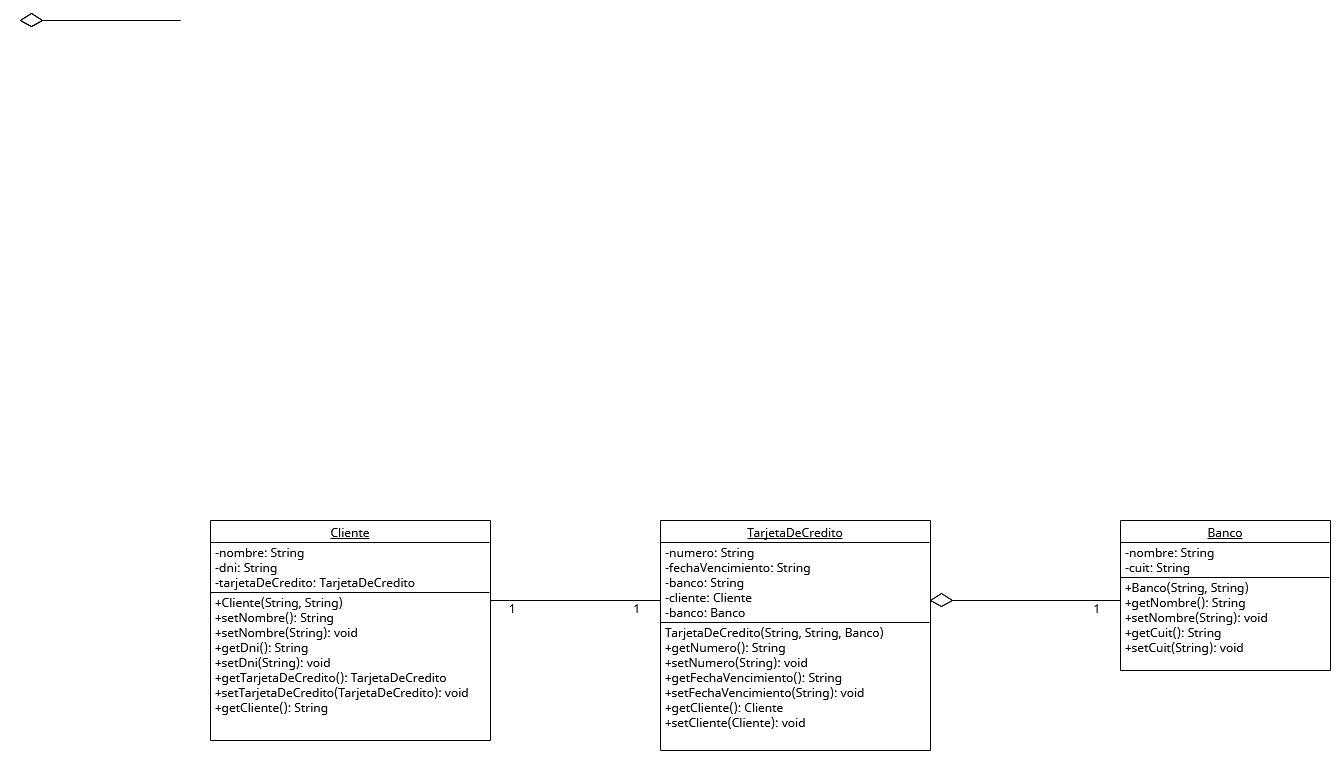 Cliente
-nombre: String
-dni: String
-tarjetaDeCredito: TarjetaDeCredito
+Cliente(String, String)
+setNombre(): String
+setNombre(String): void
+getDni(): String
+setDni(String): void
+getTarjetaDeCredito(): TarjetaDeCredito
+setTarjetaDeCredito(TarjetaDeCredito): void
+getCliente(): String
1
1
TarjetaDeCredito
-numero: String
-fechaVencimiento: String
-banco: String
-cliente: Cliente
-banco: Banco
TarjetaDeCredito(String, String, Banco)
+getNumero(): String
+setNumero(String): void
+getFechaVencimiento(): String
+setFechaVencimiento(String): void
+getCliente(): Cliente
+setCliente(Cliente): void
1
Banco
-nombre: String
-cuit: String
+Banco(String, String)
+getNombre(): String
+setNombre(String): void
+getCuit(): String
+setCuit(String): void